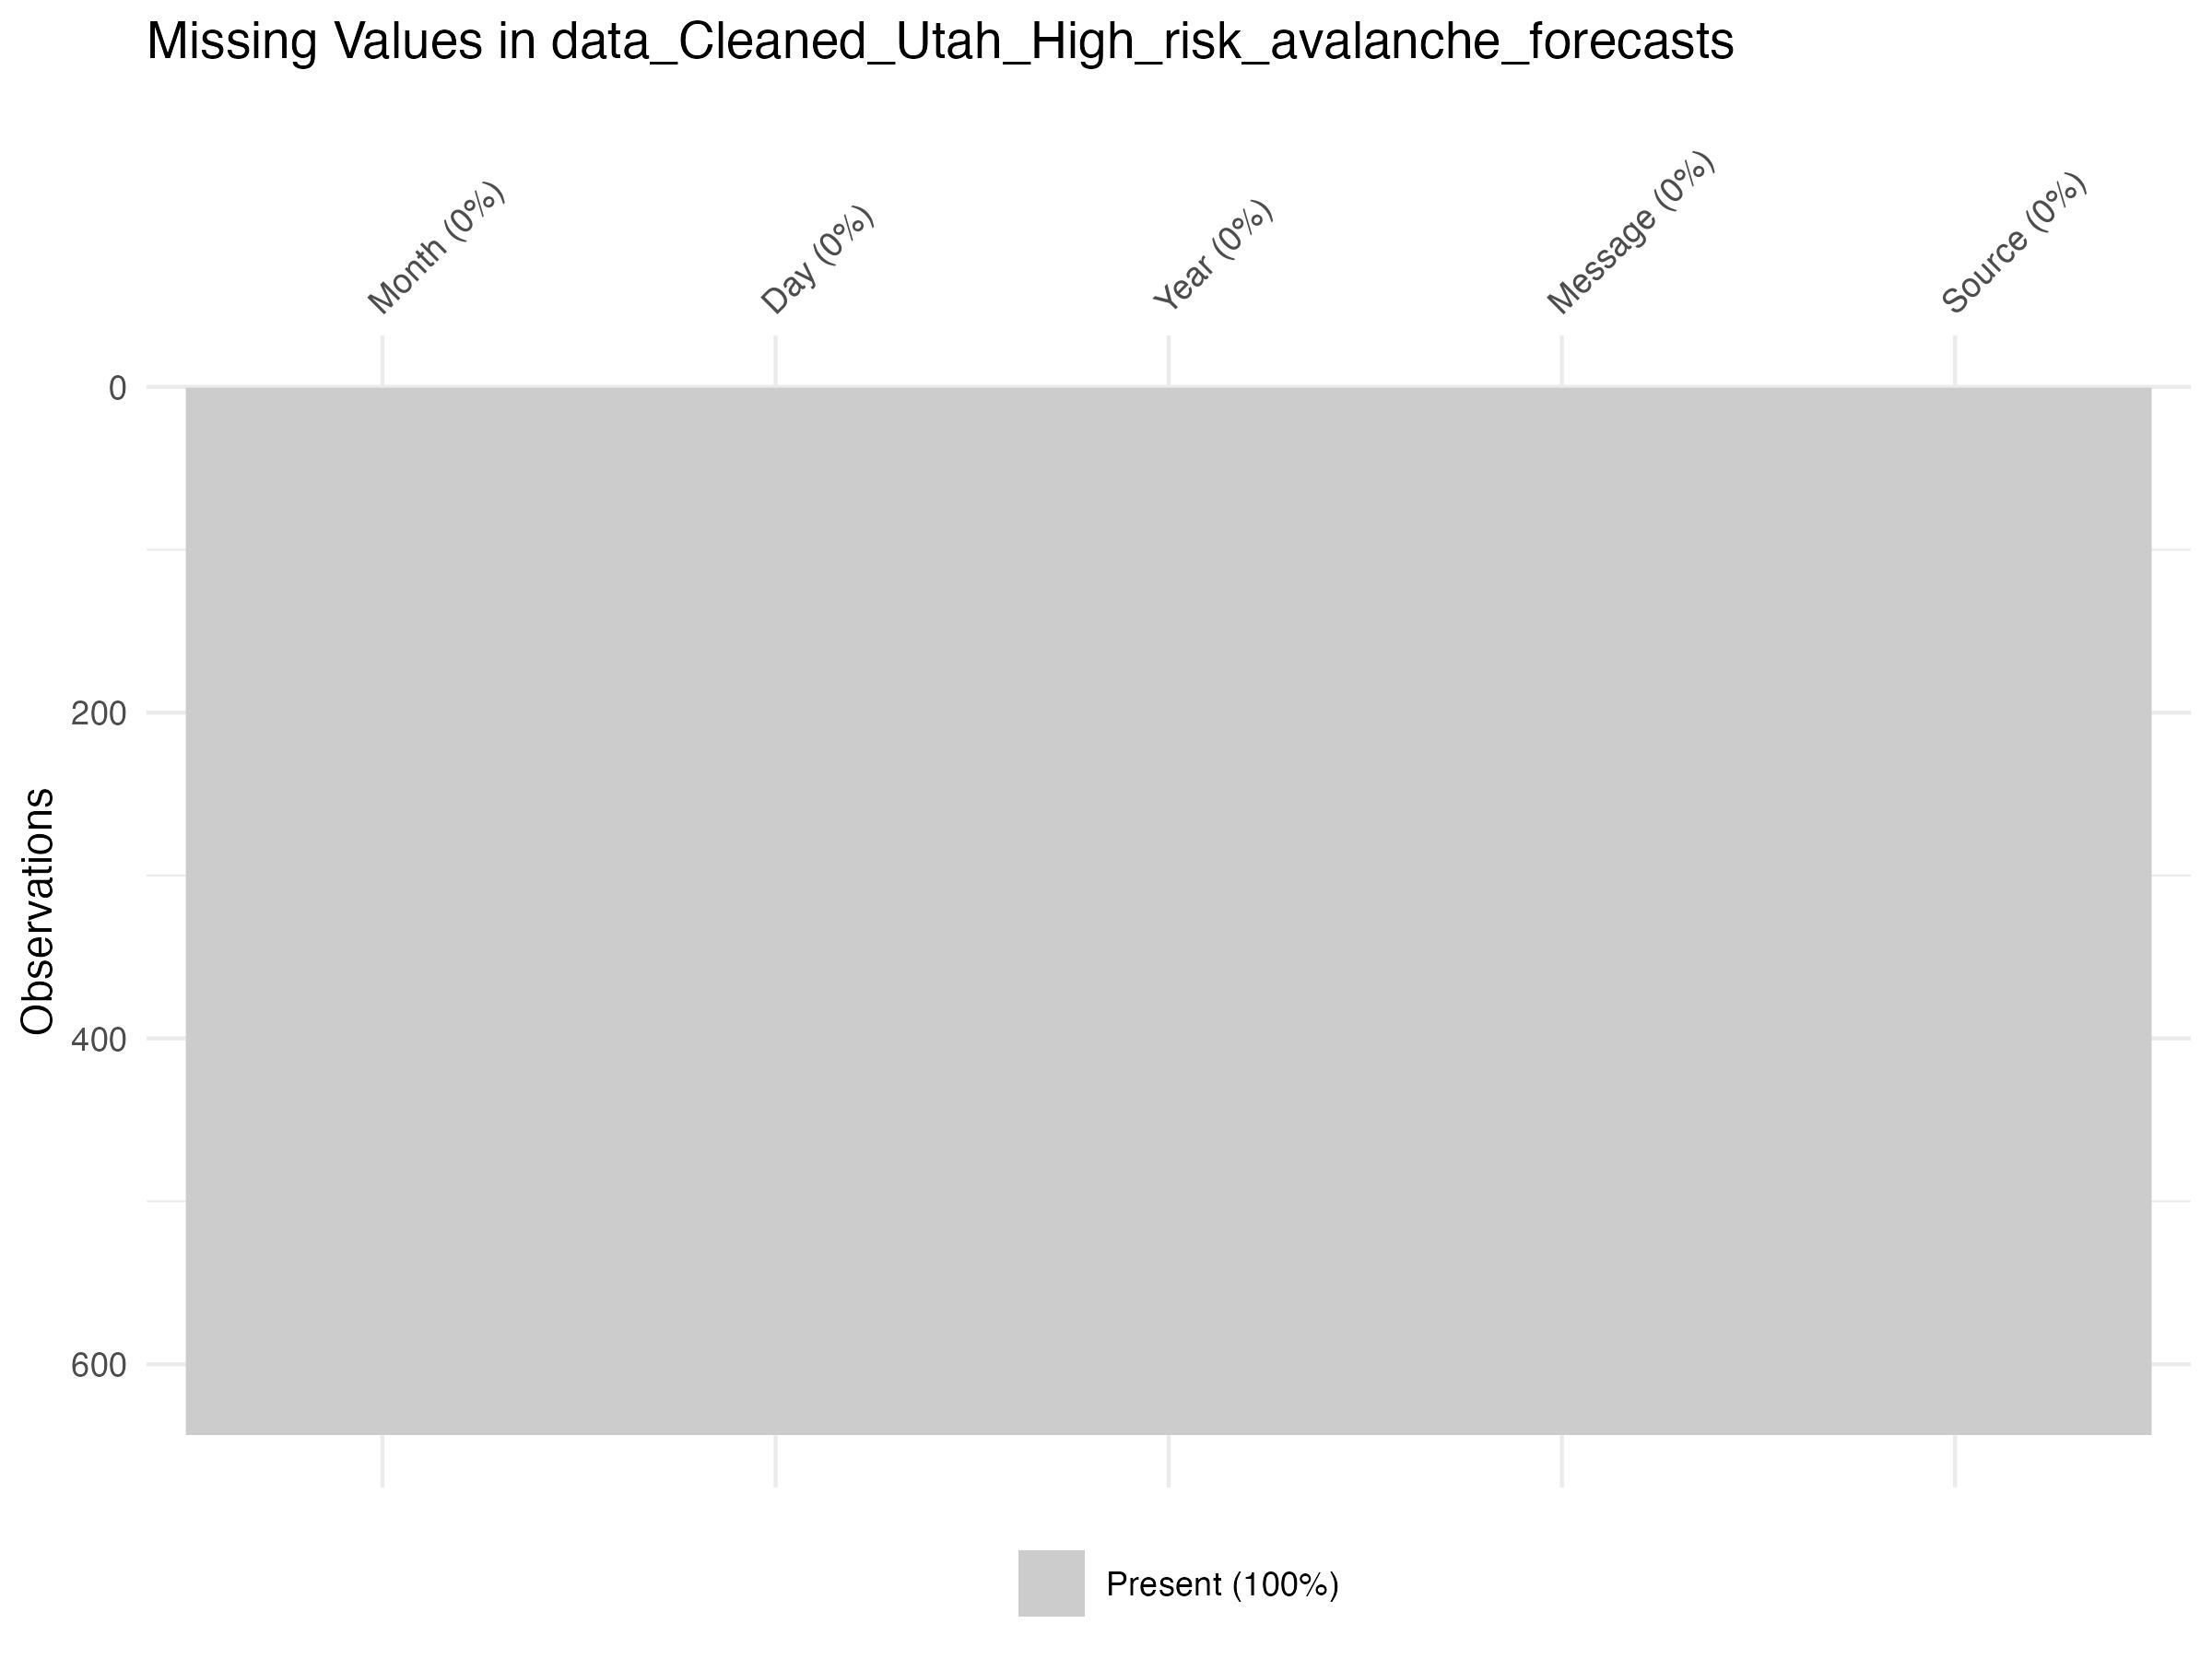 Missing Values in data_Cleaned_Utah_High_risk_avalanche_forecasts
Month (0%)
Day (0%)
Year (0%)
Message (0%)
Source (0%)
0
200
400
600
Observations
Present (100%)